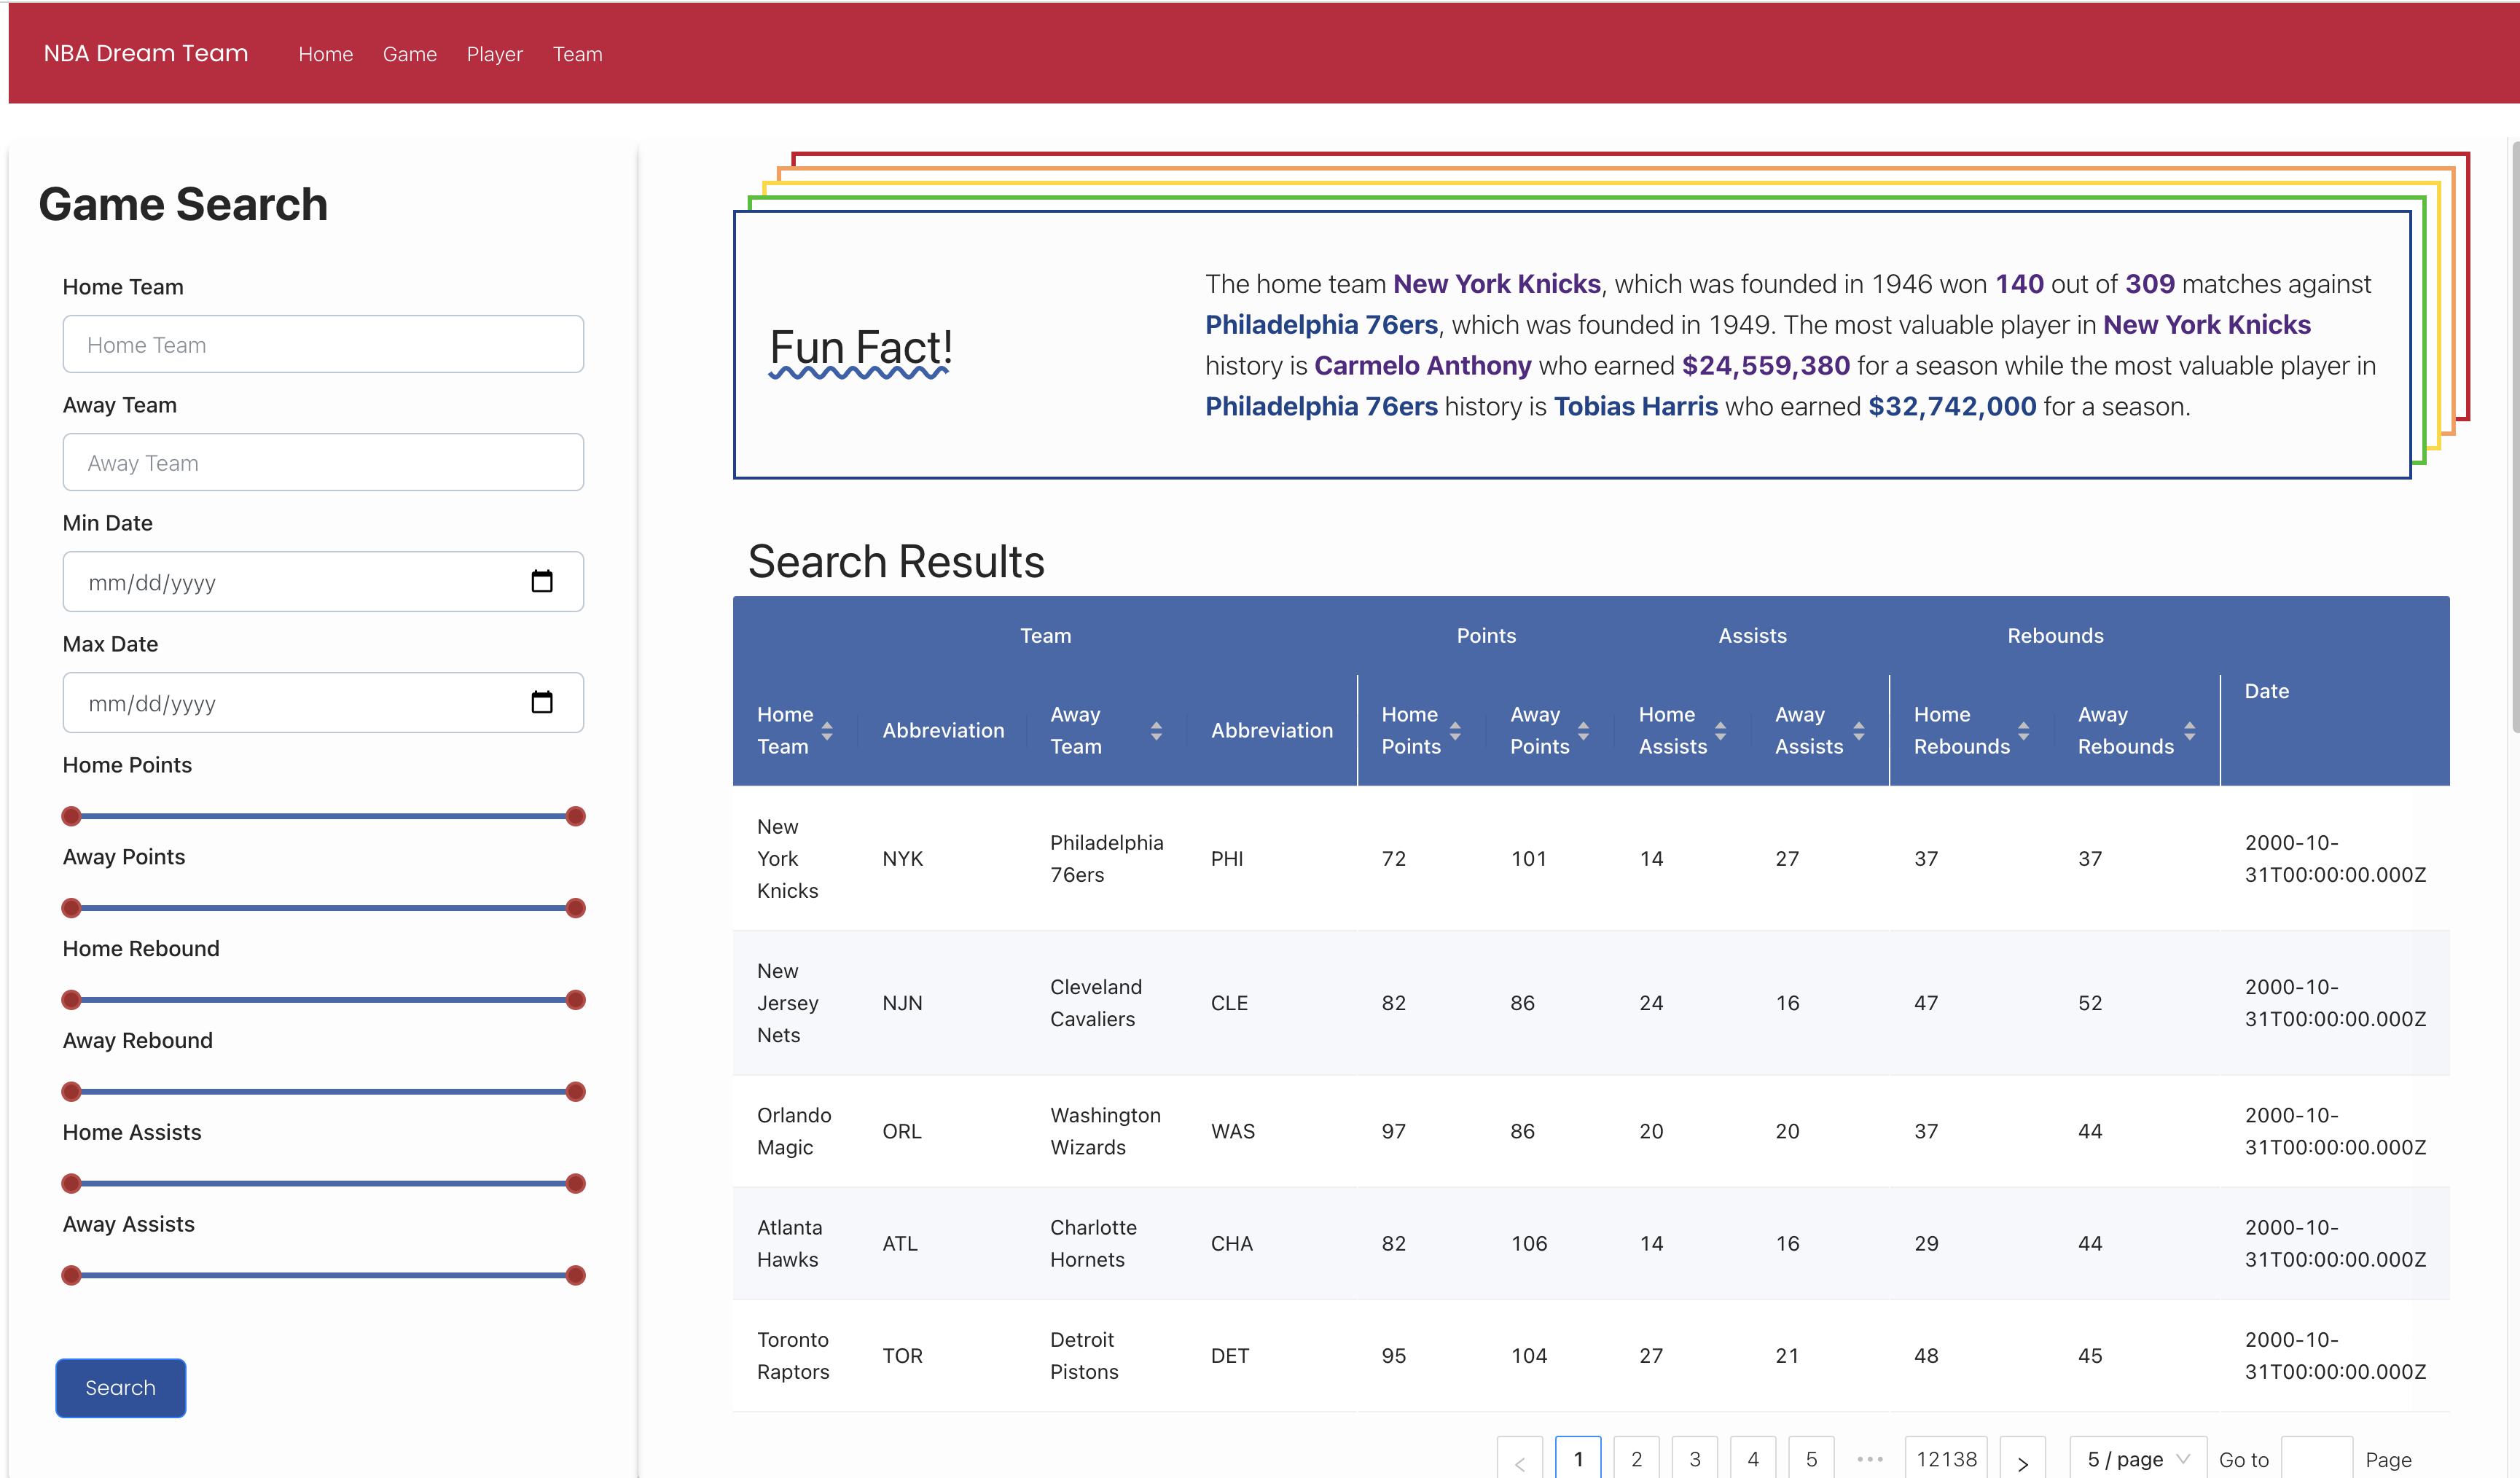 NBA Dream Team Home Game Player Team
Game Search
Home Team
Home Team
Away Team
Away Team
Min Date
mm/dd/yyyy
Max Date
mm/dd/yyyy
Home Points
Away Points
Home Rebound
Away Rebound
Home Assists
Away Assists
Search
Fun Fact!
The home team New York Knicks, which was founded in 1946 won 140 out of 309 matches against
Philadelphia 76ers, which was founded in 1949. The most valuable player in New York Knicks
history is Carmelo Anthony who earned $24,559,380 for a season while the most valuable player in
Philadelphia 76ers history is Tobias Harris who earned $32,742,000 for a season.
Search Results
Team Points Assists Rebounds Date
Home Team Abbreviation Away Team Abbreviation Home Points Away Points Home Assists Away Assists Home Rebounds Away Rebounds
New York Knicks NYK Philadelphia 76ers PHI 72 101 14 27 37 37 2000-10-31T00:00:00.000Z
New Jersey Nets NJN Cleveland Cavaliers CLE 82 86 24 16 47 52 2000-10-31T00:00:00.000Z
Orlando Magic ORL Washington Wizards WAS 97 86 20 20 37 44 2000-10-31T00:00:00.000Z
Atlanta Hawks ATL Charlotte Hornets CHA 82 106 14 16 29 44 2000-10-31T00:00:00.000Z
Toronto Raptors TOR Detroit Pistons DET 95 104 27 21 48 45 2000-10-31T00:00:00.000Z
< 1 2 3 4 5 ••• 12138 > 5 / page Go to Page